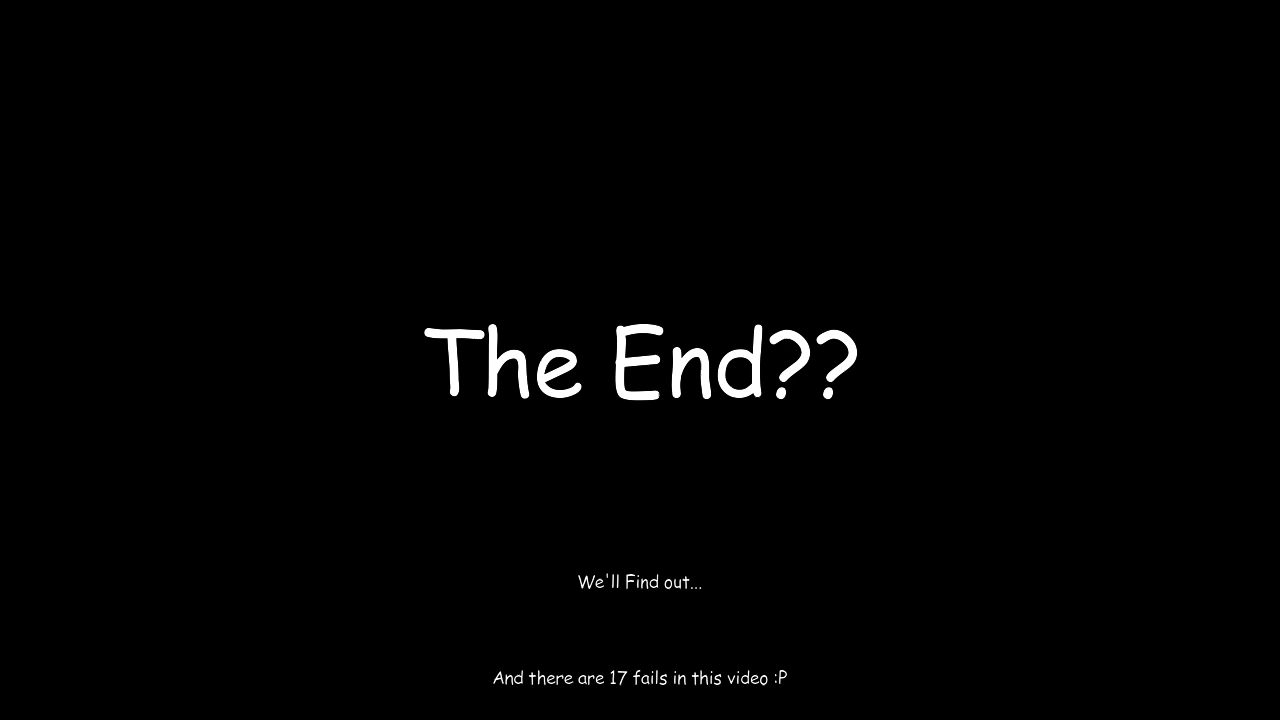 The End??
We'll Find out...
And there are 17 fails in this video :P